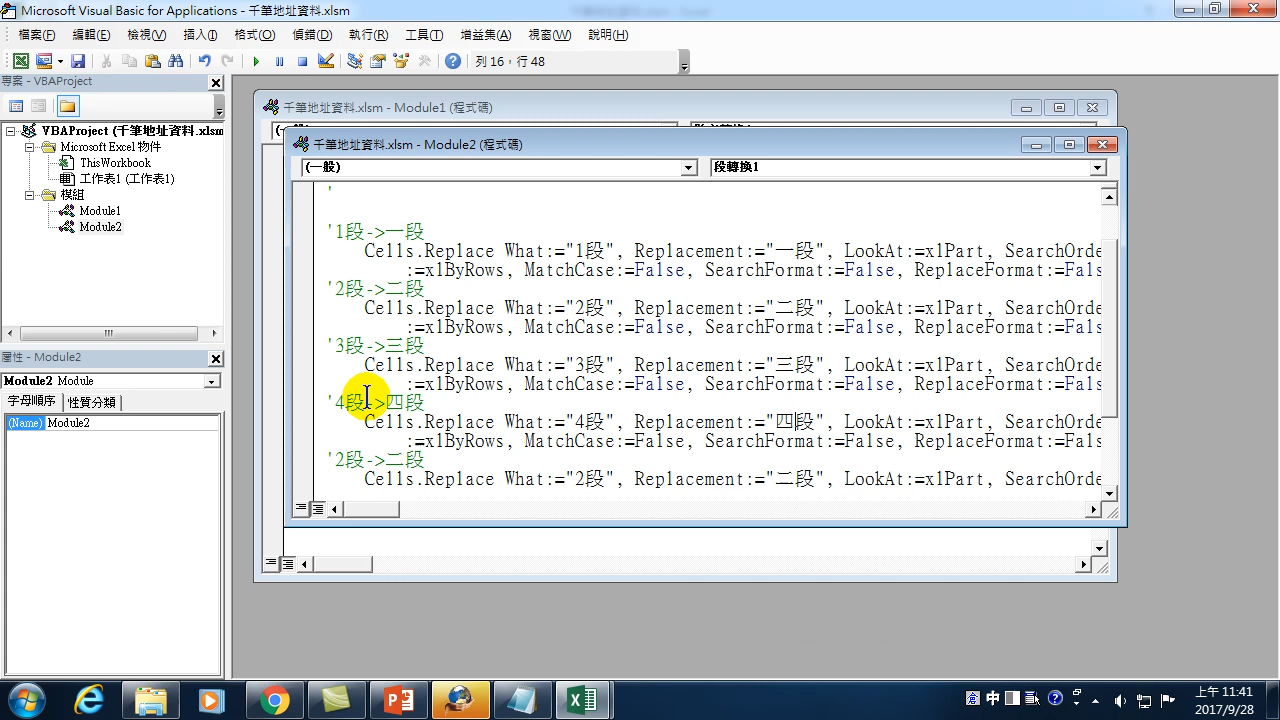 Microsoft Visual Basic for Applications - 千筆地址資料.xlsm
檔案(F) 編輯(E) 檢視(V) 插入(I) 格式(O) 偵錯(D) 執行(R) 工具(T) 增益集(A) 視窗(W) 說明(H)
列 16，行 48
專案 - VBAProject
VBAProject (千筆地址資料.xlsm
Microsoft Excel 物件
ThisWorkbook
工作表1 (工作表1)
模組
Module1
Module2
屬性 - Module2
Module2 Module
字母順序 性質分類
(Name) Module2
千筆地址資料.xlsm - Module1 (程式碼)
千筆地址資料.xlsm - Module2 (程式碼)
(一般) 段轉換1
'
'1段->一段
Cells.Replace What:="1段", Replacement:="一段", LookAt:=xlPart, SearchOrde
:=xlByRows, MatchCase:=False, SearchFormat:=False, ReplaceFormat:=Fals
'2段->二段
Cells.Replace What:="2段", Replacement:="二段", LookAt:=xlPart, SearchOrde
:=xlByRows, MatchCase:=False, SearchFormat:=False, ReplaceFormat:=Fals
'3段->三段
Cells.Replace What:="3段", Replacement:="三段", LookAt:=xlPart, SearchOrde
:=xlByRows, MatchCase:=False, SearchFormat:=False, ReplaceFormat:=Fals
'4段->四段
Cells.Replace What:="4段", Replacement:="四段", LookAt:=xlPart, SearchOrde
:=xlByRows, MatchCase:=False, SearchFormat:=False, ReplaceFormat:=Fals
'2段->二段
Cells.Replace What:="2段", Replacement:="二段", LookAt:=xlPart, SearchOrde
中
上午 11:41
2017/9/28